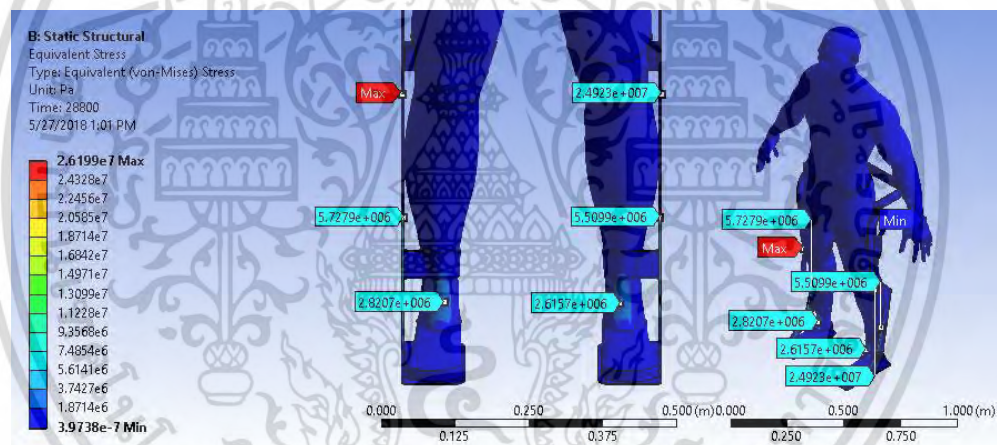 B: Static Structural
Equivalent Stress
Type: Equivalent (von-Mises) Stress
Unit: Pa
Time: 28800
5/27/2018 1:01 PM
2.6199e7 Max
2.4328e7
2.2456e7
2.0585e7
1.8714e7
1.6842e7
1.4971e7
1.3099e7
1.1228e7
9.3568e6
7.4854e6
5.6141e6
3.7427e6
1.8714e6
3.9738e-7 Min
Max
2.4923e+007
5.7279e+006
5.5099e+006
2.8207e+006
2.6157e+006
0.000
0.250
0.500 (m)
0.125
0.375
5.7279e+006
Min
Max
5.5099e+006
2.8207e+006
2.6157e+006
2.4923e+007
0.000
0.500
1.000 (m)
0.250
0.750